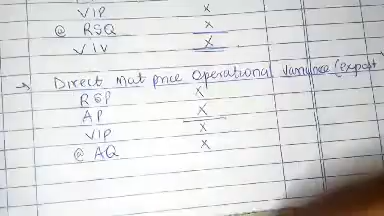 VIP X
@ RSQ X
VIV X
→ Direct Mat price Operational Variance (expost
RSP X
AP X
VIP X
@ AQ X